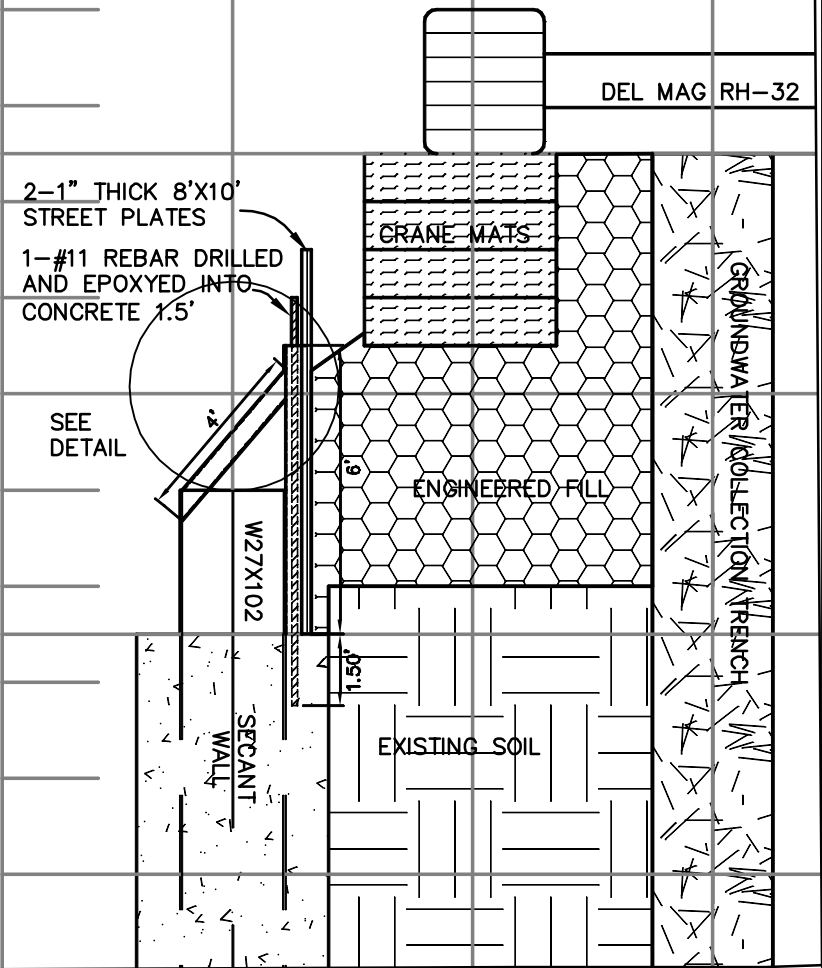 DEL MAG RH-32
2-1" THICK 8'X10'
STREET PLATES
1-#11 REBAR DRILLED
AND EPOXYED INTO
CONCRETE 1.5'
CRANE MATS
SEE
DETAIL
4'
6'
ENGINEERED FILL
GROUNDWATER COLLECTION TRENCH
W27X102
1.50'
SECANT
WALL
EXISTING SOIL